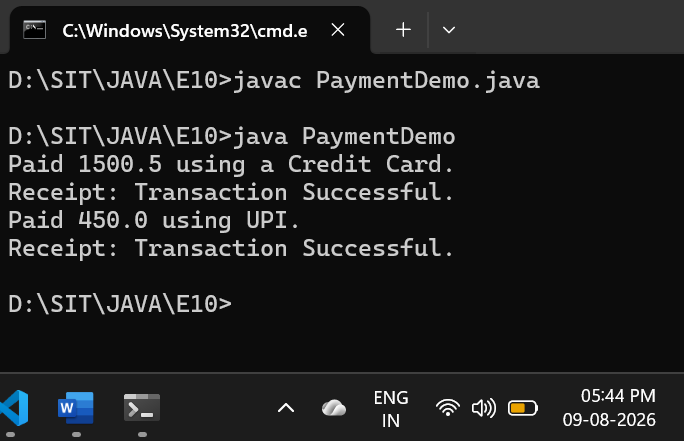 C:\Windows\System32\cmd.e
D:\SIT\JAVA\E10>javac PaymentDemo.java
D:\SIT\JAVA\E10>java PaymentDemo
Paid 1500.5 using a Credit Card.
Receipt: Transaction Successful.
Paid 450.0 using UPI.
Receipt: Transaction Successful.
D:\SIT\JAVA\E10>
W
ENG
IN
05:44 PM
09-08-2026